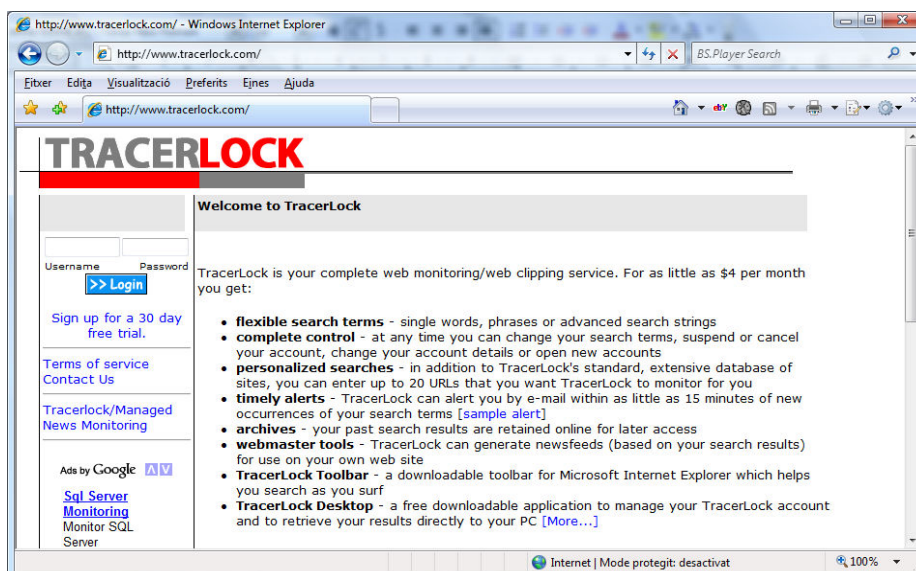 http://www.tracerlock.com/ - Windows Internet Explorer
http://www.tracerlock.com/
BS.Player Search
Fitxer Edita Visualització Preferits Eines Ajuda
http://www.tracerlock.com/
ebY
TRACERLOCK
Welcome to TracerLock
Username Password
>> Login
Sign up for a 30 day
free trial.
Terms of service
Contact Us
Tracerlock/Managed
News Monitoring
Ads by Google
Sql Server
Monitoring
Monitor SQL
Server
TracerLock is your complete web monitoring/web clipping service. For as little as $4 per month
you get:
• flexible search terms - single words, phrases or advanced search strings
• complete control - at any time you can change your search terms, suspend or cancel
your account, change your account details or open new accounts
• personalized searches - in addition to TracerLock's standard, extensive database of
sites, you can enter up to 20 URLs that you want TracerLock to monitor for you
• timely alerts - TracerLock can alert you by e-mail within as little as 15 minutes of new
occurrences of your search terms [sample alert]
• archives - your past search results are retained online for later access
• webmaster tools - TracerLock can generate newsfeeds (based on your search results)
for use on your own web site
• TracerLock Toolbar - a downloadable toolbar for Microsoft Internet Explorer which helps
you search as you surf
• TracerLock Desktop - a free downloadable application to manage your TracerLock account
and to retrieve your results directly to your PC [More...]
Internet | Mode protegit: desactivat
100%